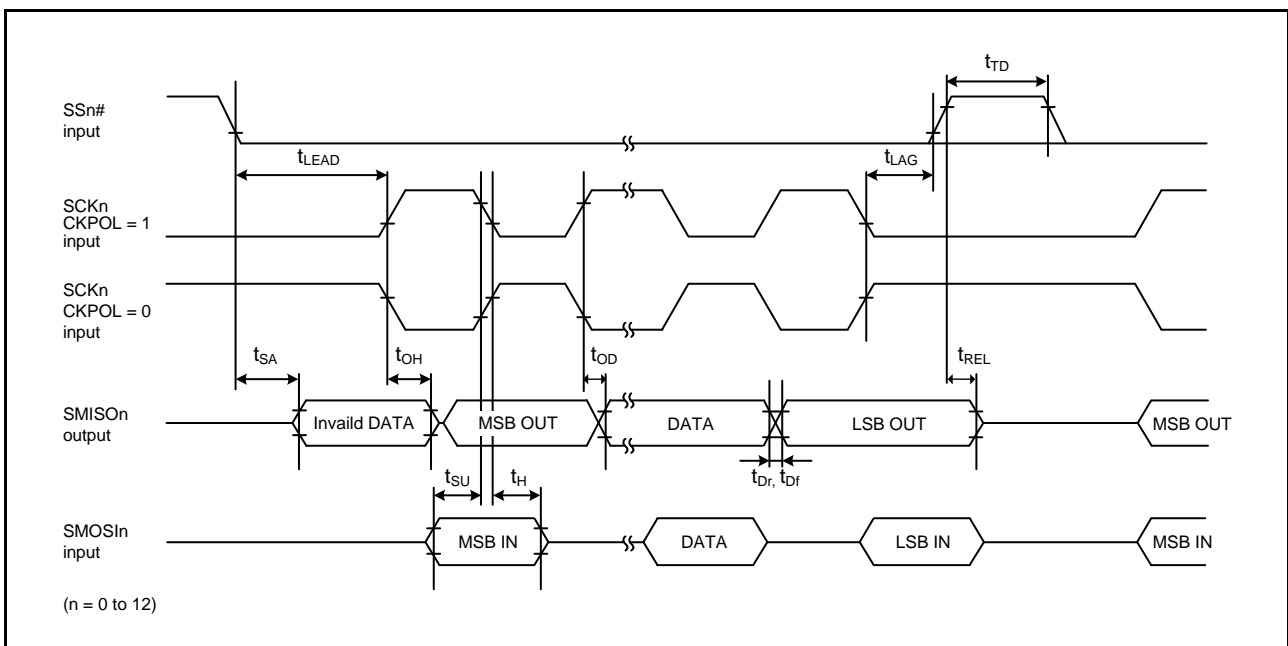 tTD
SSn#
input
tLEAD
tLAG
SCKn
CKPOL = 1
input
SCKn
CKPOL = 0
input
tSA
tOH
tOD
tREL
SMISOn
output
Invaild DATA
MSB OUT
DATA
LSB OUT
MSB OUT
tSU
tH
tDr, tDf
SMOSIn
input
MSB IN
DATA
LSB IN
MSB IN
(n = 0 to 12)